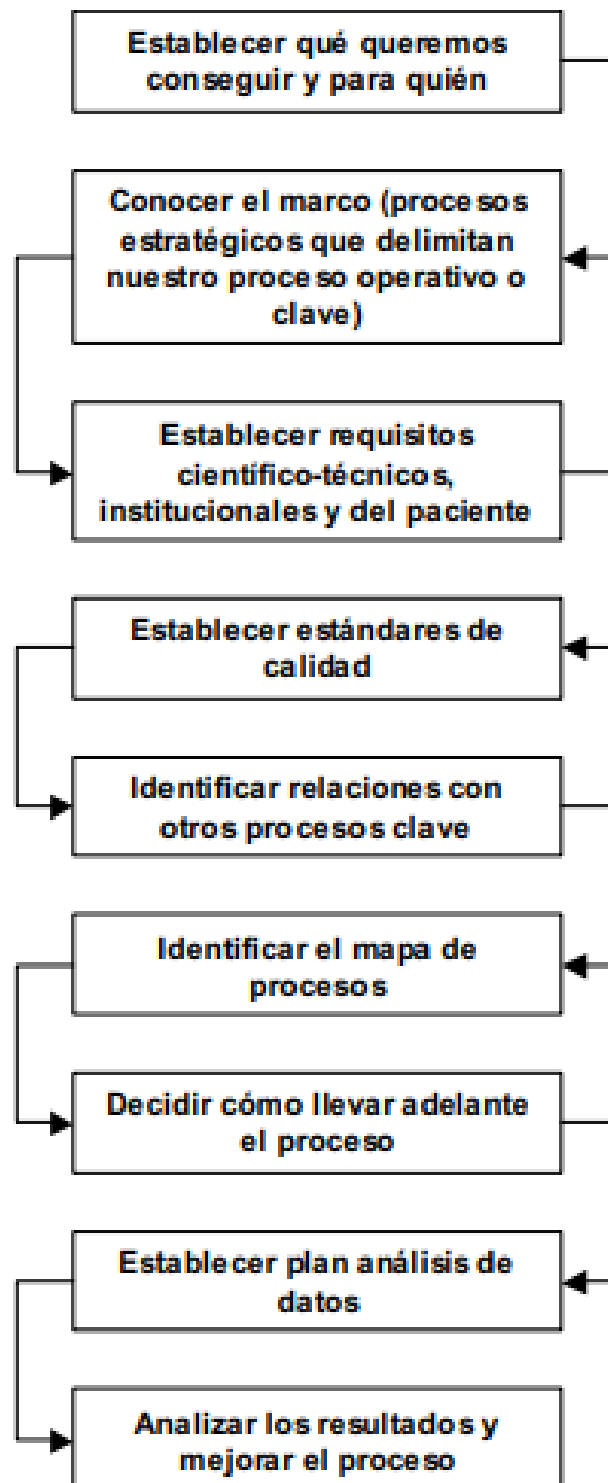 Establecer qué queremos
conseguir y para quién
Conocer el marco (procesos
estratégicos que delimitan
nuestro proceso operativo o
clave)
Establecer requisitos
científico-técnicos,
institucionales y del paciente
Establecer estándares de
calidad
Identificar relaciones con
otros procesos clave
Identificar el mapa de
procesos
Decidir cómo llevar adelante
el proceso
Establecer plan análisis de
datos
Analizar los resultados y
mejorar el proceso